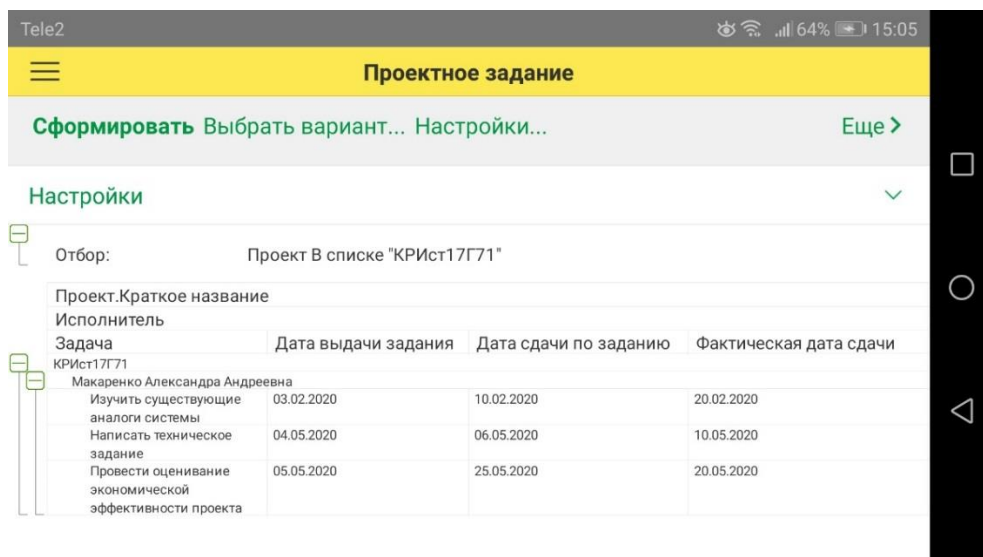 Tele2 64% 15:05
Проектное задание
Сформировать Выбрать вариант... Настройки... Еще
Настройки
Отбор: Проект В списке "КРИст17Г71"
Проект.Краткое название
Исполнитель
Задача Дата выдачи задания Дата сдачи по заданию Фактическая дата сдачи
КРИст17Г71
Макаренко Александра Андреевна
Изучить существующие 03.02.2020 10.02.2020 20.02.2020
аналоги системы
Написать техническое 04.05.2020 06.05.2020 10.05.2020
задание
Провести оценивание 05.05.2020 25.05.2020 20.05.2020
экономической
эффективности проекта